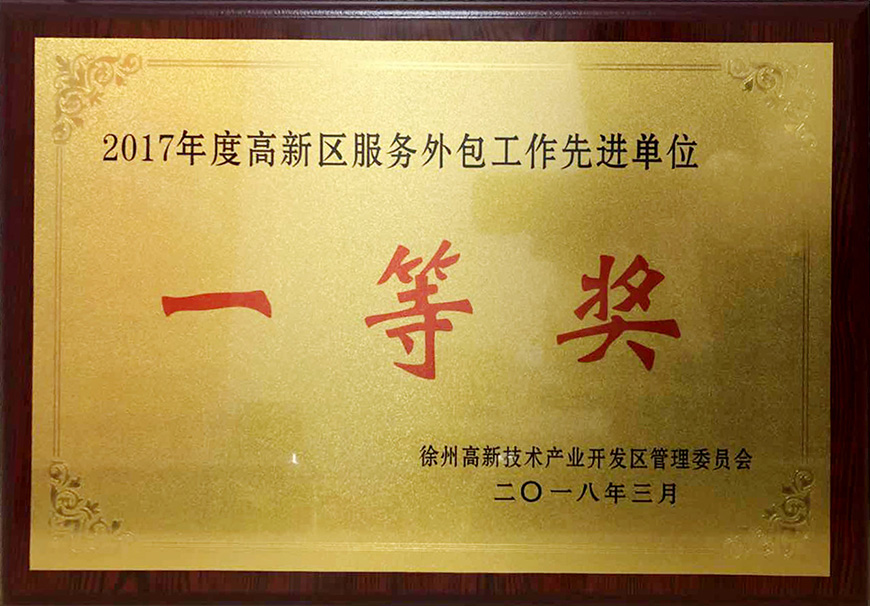 2017年度高新区服务外包工作先进单位
一等奖
徐州高新技术产业开发区管理委员会
二〇一八年三月